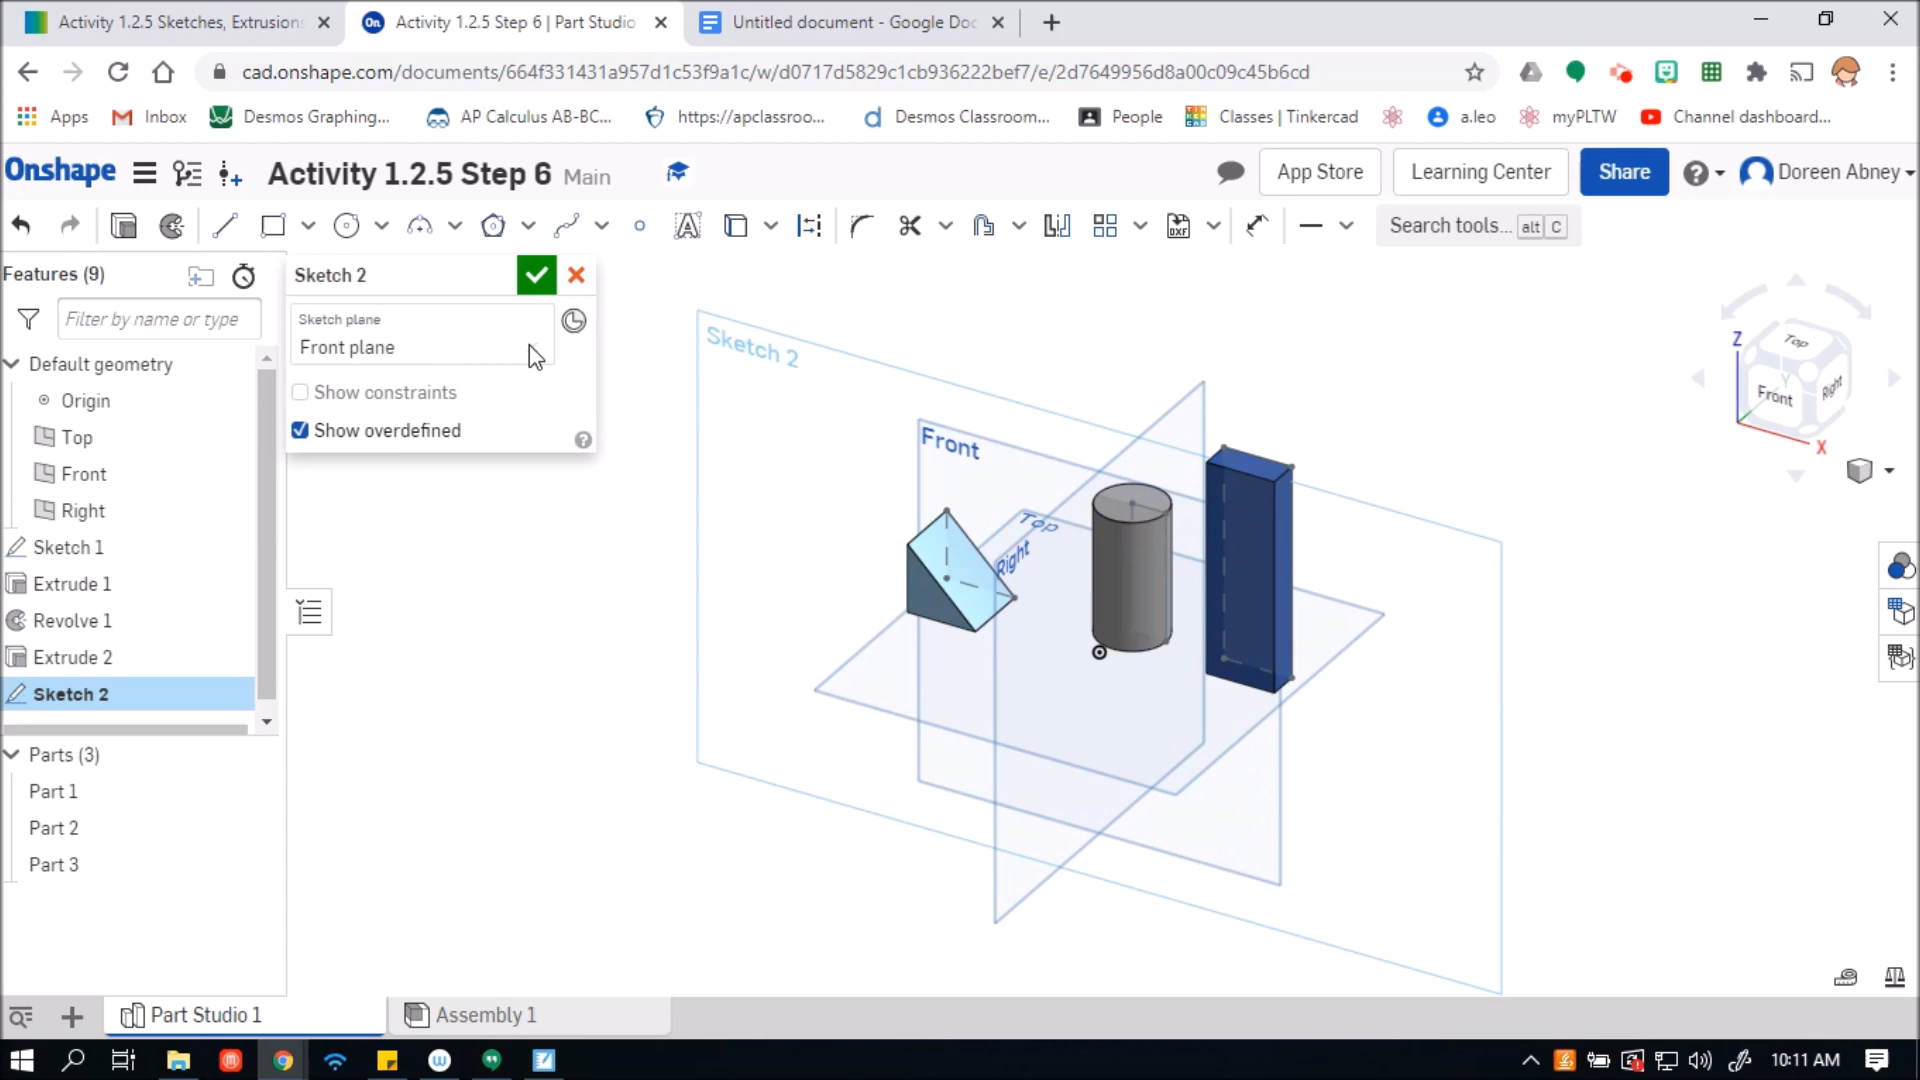 Activity 1.2.5 Sketches, Extrusions
Activity 1.2.5 Step 6 | Part Studio
Untitled document - Google Doc
cad.onshape.com/documents/664f331431a957d1c53f9a1c/w/d0717d5829c1cb936222bef7/e/2d7649956d8a00c09c45b6cd
Apps
Inbox
Desmos Graphing...
AP Calculus AB-BC...
https://apclassroo...
Desmos Classroom...
People
Classes | Tinkercad
a.leo
myPLTW
Channel dashboard...
Onshape
Activity 1.2.5 Step 6 Main
App Store
Learning Center
Share
Doreen Abney
Search tools... alt C
Features (9)
Filter by name or type
Default geometry
Origin
Top
Front
Right
Sketch 1
Extrude 1
Revolve 1
Extrude 2
Sketch 2
Parts (3)
Part 1
Part 2
Part 3
Sketch 2
Sketch plane
Front plane
Show constraints
Show overdefined
Sketch 2
Front
Top
Right
Z
Top
Y
Front
Right
X
Part Studio 1
Assembly 1
10:11 AM